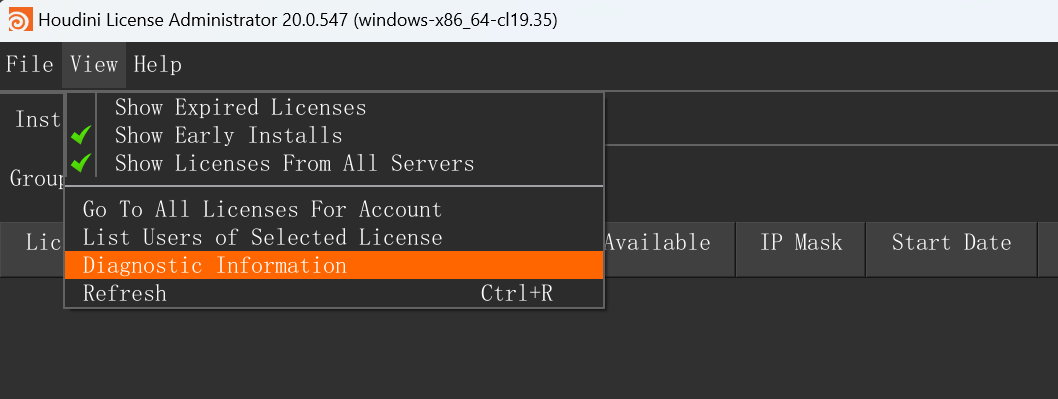 Houdini License Administrator 20.0.547 (windows-x86_64-cl19.35)
File View Help
Show Expired Licenses
Inst Show Early Installs
Show Licenses From All Servers
Group
Go To All Licenses For Account
Lic List Users of Selected License Available IP Mask Start Date
Diagnostic Information
Refresh Ctrl+R